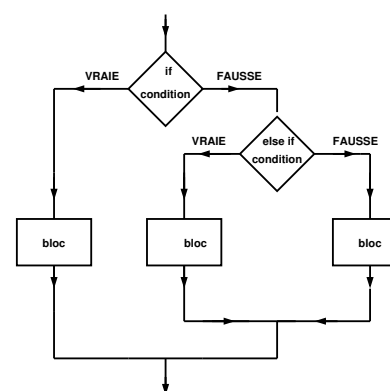 if
condition
VRAIE
FAUSSE
else if
condition
VRAIE
FAUSSE
bloc
bloc
bloc